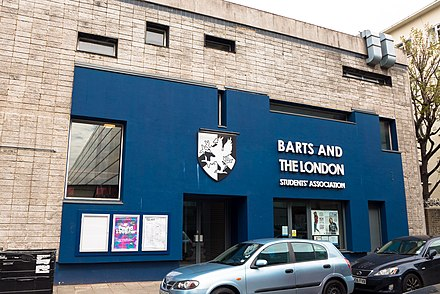 BARTS AND
THE LONDON
STUDENTS' ASSOCIATION